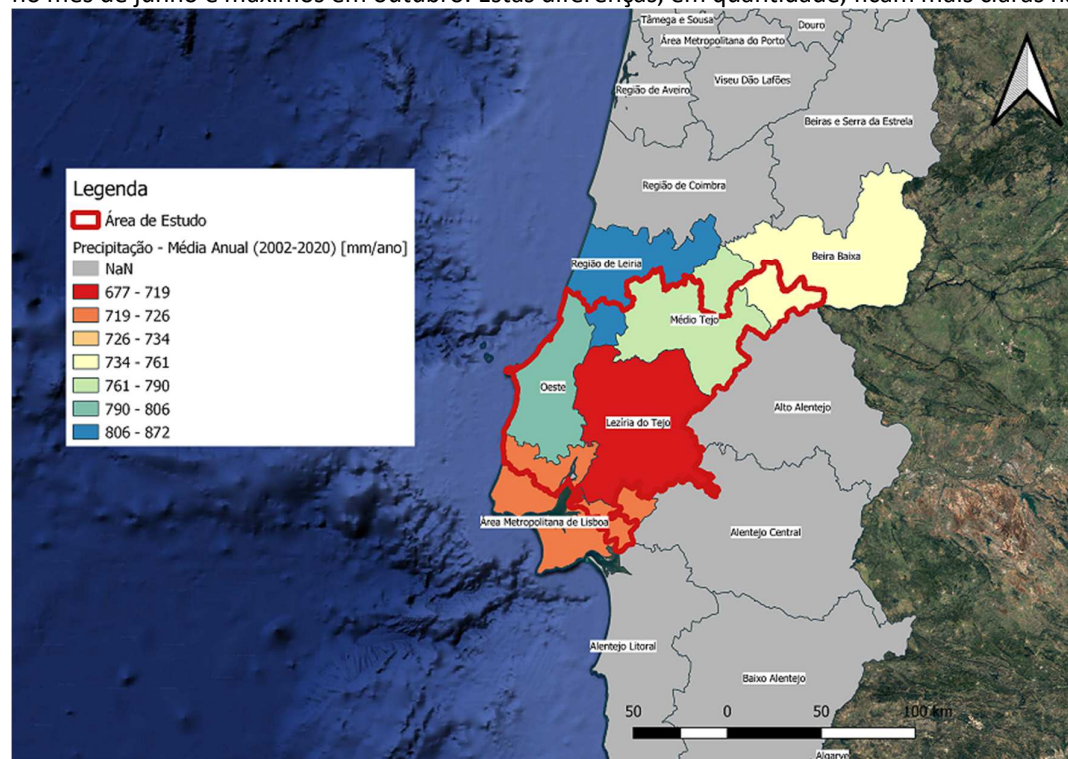 no mês de junho e máximos em outubro. Estas diferenças, em quantidade, ficam mais claras na
Tâmega e Sousa
Douro
Área Metropolitana do Porto
Viseu Dão Lafões
Região de Aveiro
Beiras e Serra da Estrela
Região de Coimbra
Legenda
Área de Estudo
Precipitação - Média Anual (2002-2020) [mm/ano]
NaN
677 - 719
719 - 726
726 - 734
734 - 761
761 - 790
790 - 806
806 - 872
Região de Leiria
Beira Baixa
Médio Tejo
Oeste
Alto Alentejo
Lezíria do Tejo
Área Metropolitana de Lisboa
Alentejo Central
Alentejo Litoral
Baixo Alentejo
50 0 50 100 km
Algarve